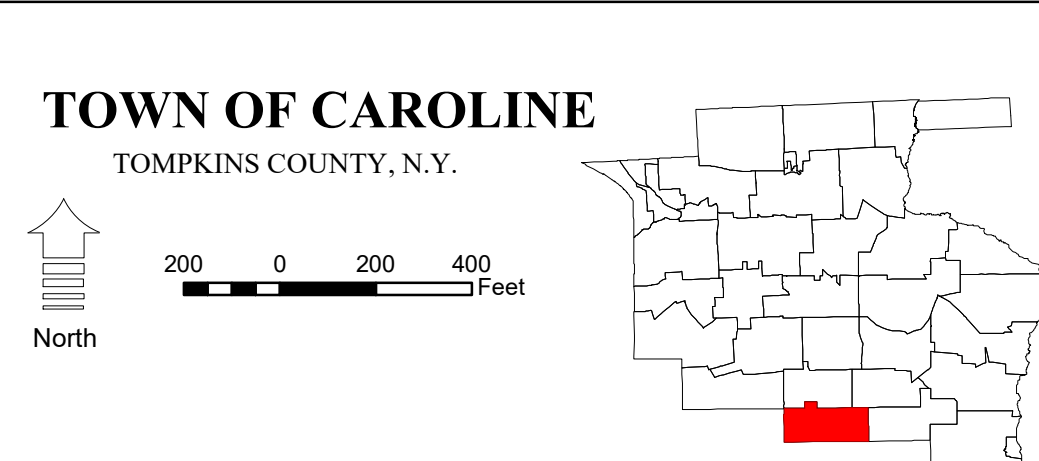 TOWN OF CAROLINE
TOMPKINS COUNTY, N.Y.
200 0 200 400
Feet
North